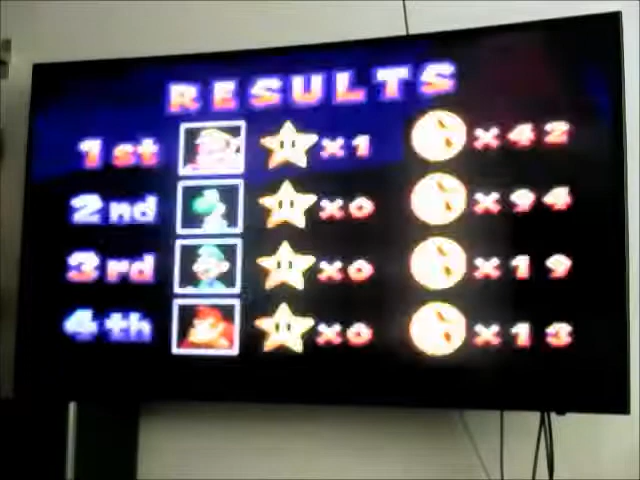 RESULTS
1st ×1 ×42
2nd ×0 ×94
3rd ×0 ×19
4th ×0 ×13